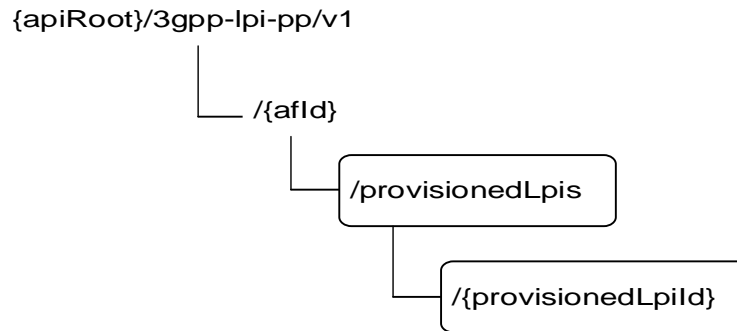 {apiRoot}/3gpp-lpi-pp/v1
/{afId}
/provisionedLpis
/{provisionedLpiId}